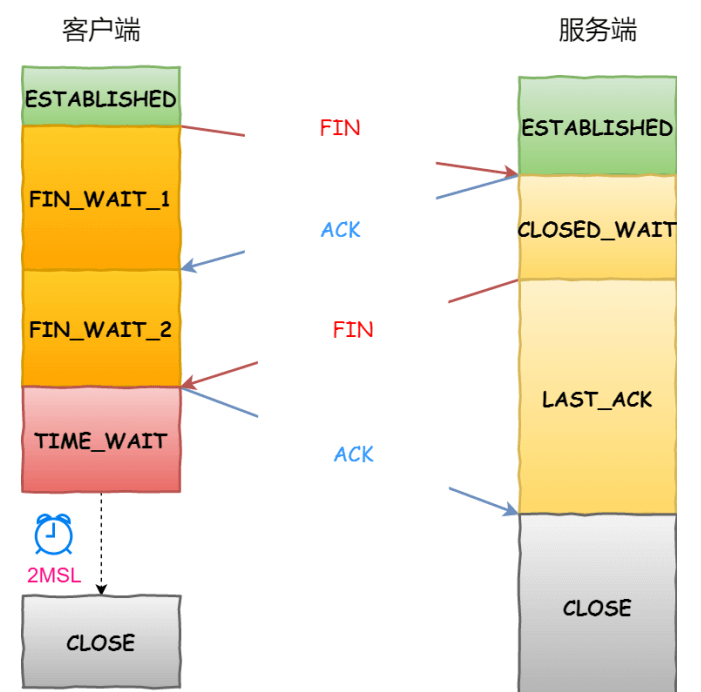 客户端
服务端
ESTABLISHED
FIN
ESTABLISHED
FIN_WAIT_1
ACK
CLOSED_WAIT
FIN_WAIT_2
FIN
LAST_ACK
TIME_WAIT
ACK
2MSL
CLOSE
CLOSE